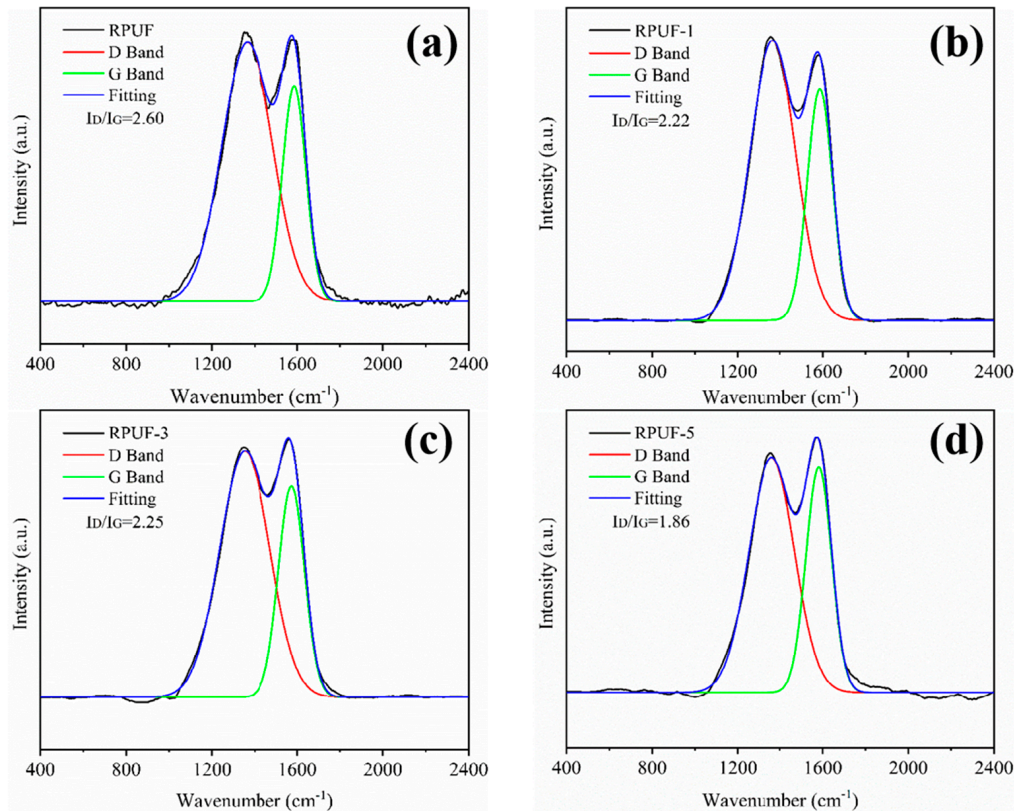 (a)
RPUF
D Band
G Band
Fitting
ID/IG=2.60
Intensity (a.u.)
400 800 1200 1600 2000 2400
Wavenumber (cm-1)
(b)
RPUF-1
D Band
G Band
Fitting
ID/IG=2.22
Intensity (a.u.)
400 800 1200 1600 2000 2400
Wavenumber (cm-1)
(c)
RPUF-3
D Band
G Band
Fitting
ID/IG=2.25
Intensity (a.u.)
400 800 1200 1600 2000 2400
Wavenumber (cm-1)
(d)
RPUF-5
D Band
G Band
Fitting
ID/IG=1.86
Intensity (a.u.)
400 800 1200 1600 2000 2400
Wavenumber (cm-1)